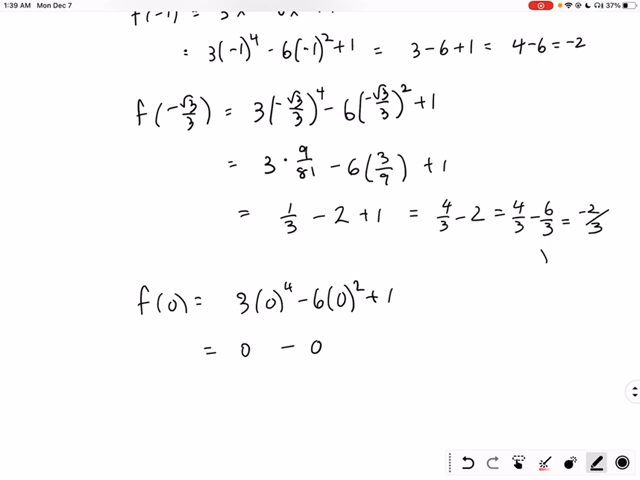 1:39 AM Mon Dec 7
37%
= 3(-1)⁴ - 6(-1)² + 1 = 3 - 6 + 1 = 4 - 6 = -2
f(-√3/3) = 3(-√3/3)⁴ - 6(-√3/3)² + 1
= 3 · 9/81 - 6(3/9) + 1
= 1/3 - 2 + 1 = 4/3 - 2 = 4/3 - 6/3 = -2/3
f(0) = 3(0)⁴ - 6(0)² + 1
= 0 - 0